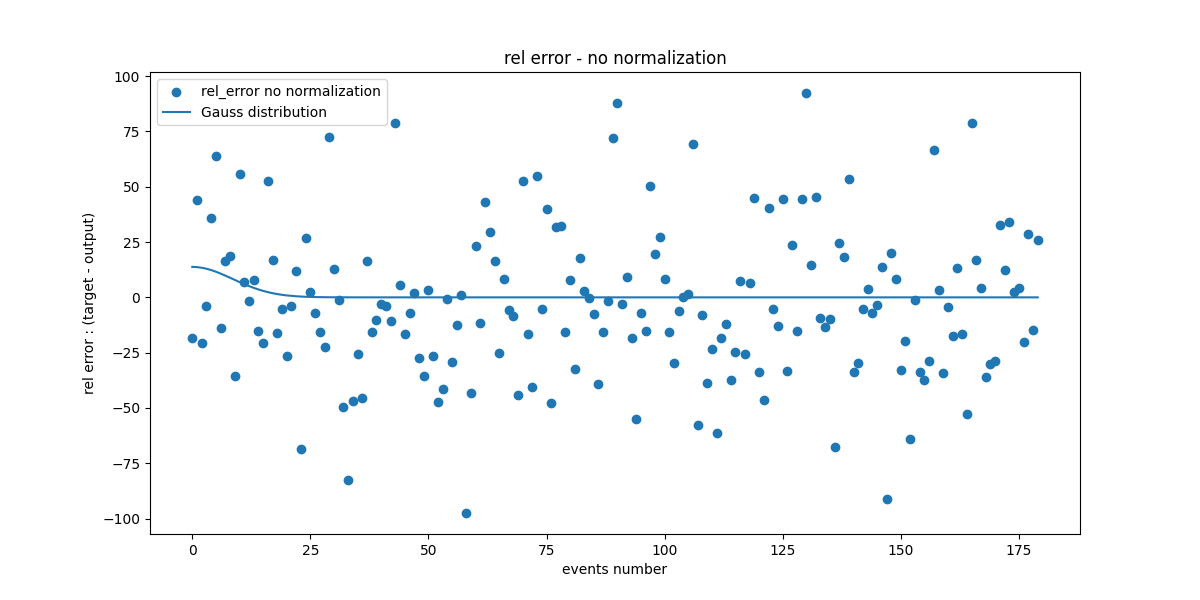 rel error - no normalization
rel_error no normalization
Gauss distribution
100
75
50
25
0
−25
−50
−75
−100
rel error : (target - output)
0 25 50 75 100 125 150 175
events number